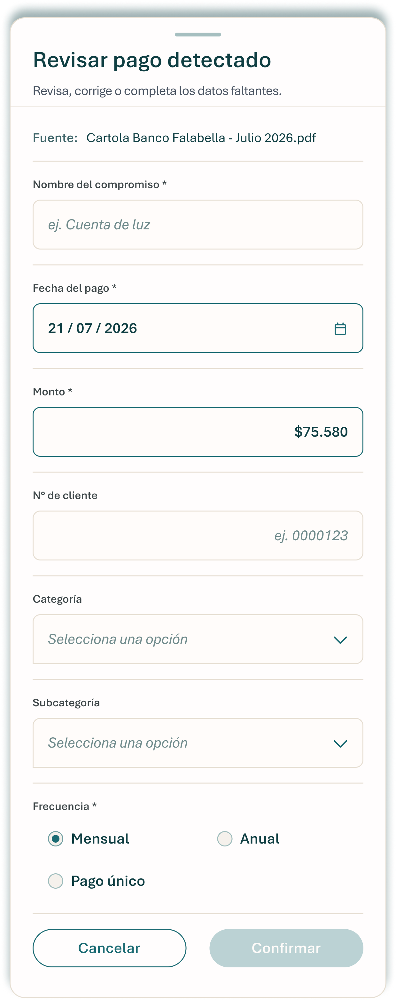 Revisar pago detectado
Revisa, corrige o completa los datos faltantes.
Fuente: Cartola Banco Falabella - Julio 2026.pdf
Nombre del compromiso *
ej. Cuenta de luz
Fecha del pago *
21 / 07 / 2026
Monto *
$75.580
N° de cliente
ej. 0000123
Categoría
Selecciona una opción
Subcategoría
Selecciona una opción
Frecuencia *
Mensual Anual
Pago único
Cancelar Confirmar